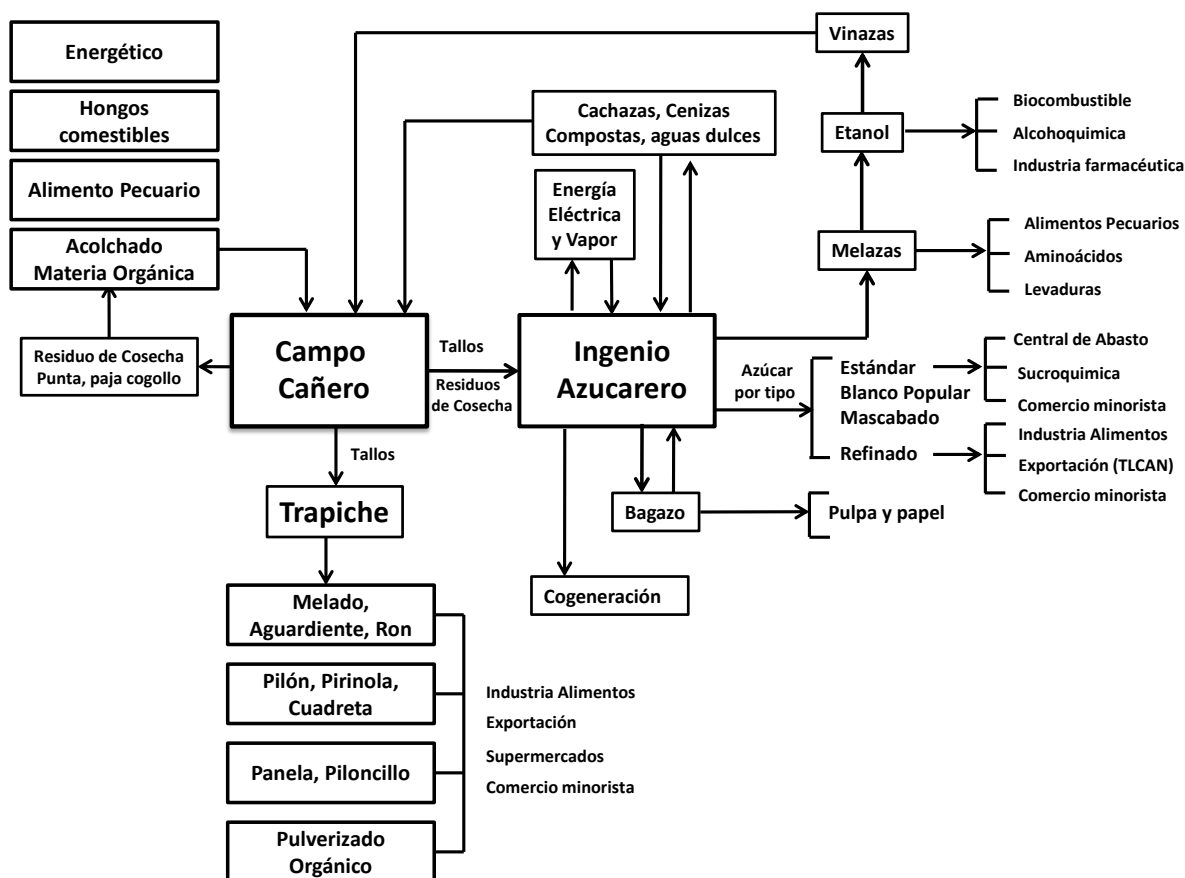 Energético
Hongos
comestibles
Alimento Pecuario
Acolchado
Materia Orgánica
Residuo de Cosecha
Punta, paja cogollo
Campo
Cañero
Tallos
Residuos
de Cosecha
Ingenio
Azucarero
Cachazas, Cenizas
Compostas, aguas dulces
Energía
Eléctrica
y Vapor
Vinazas
Etanol
Biocombustible
Alcohoquimica
Industria farmacéutica
Melazas
Alimentos Pecuarios
Aminoácidos
Levaduras
Azúcar
por tipo
Estándar
Blanco Popular
Mascabado
Refinado
Central de Abasto
Sucroquimica
Comercio minorista
Industria Alimentos
Exportación (TLCAN)
Comercio minorista
Bagazo
Pulpa y papel
Cogeneración
Tallos
Trapiche
Melado,
Aguardiente, Ron
Pilón, Pirinola,
Cuadreta
Panela, Piloncillo
Pulverizado
Orgánico
Industria Alimentos
Exportación
Supermercados
Comercio minorista